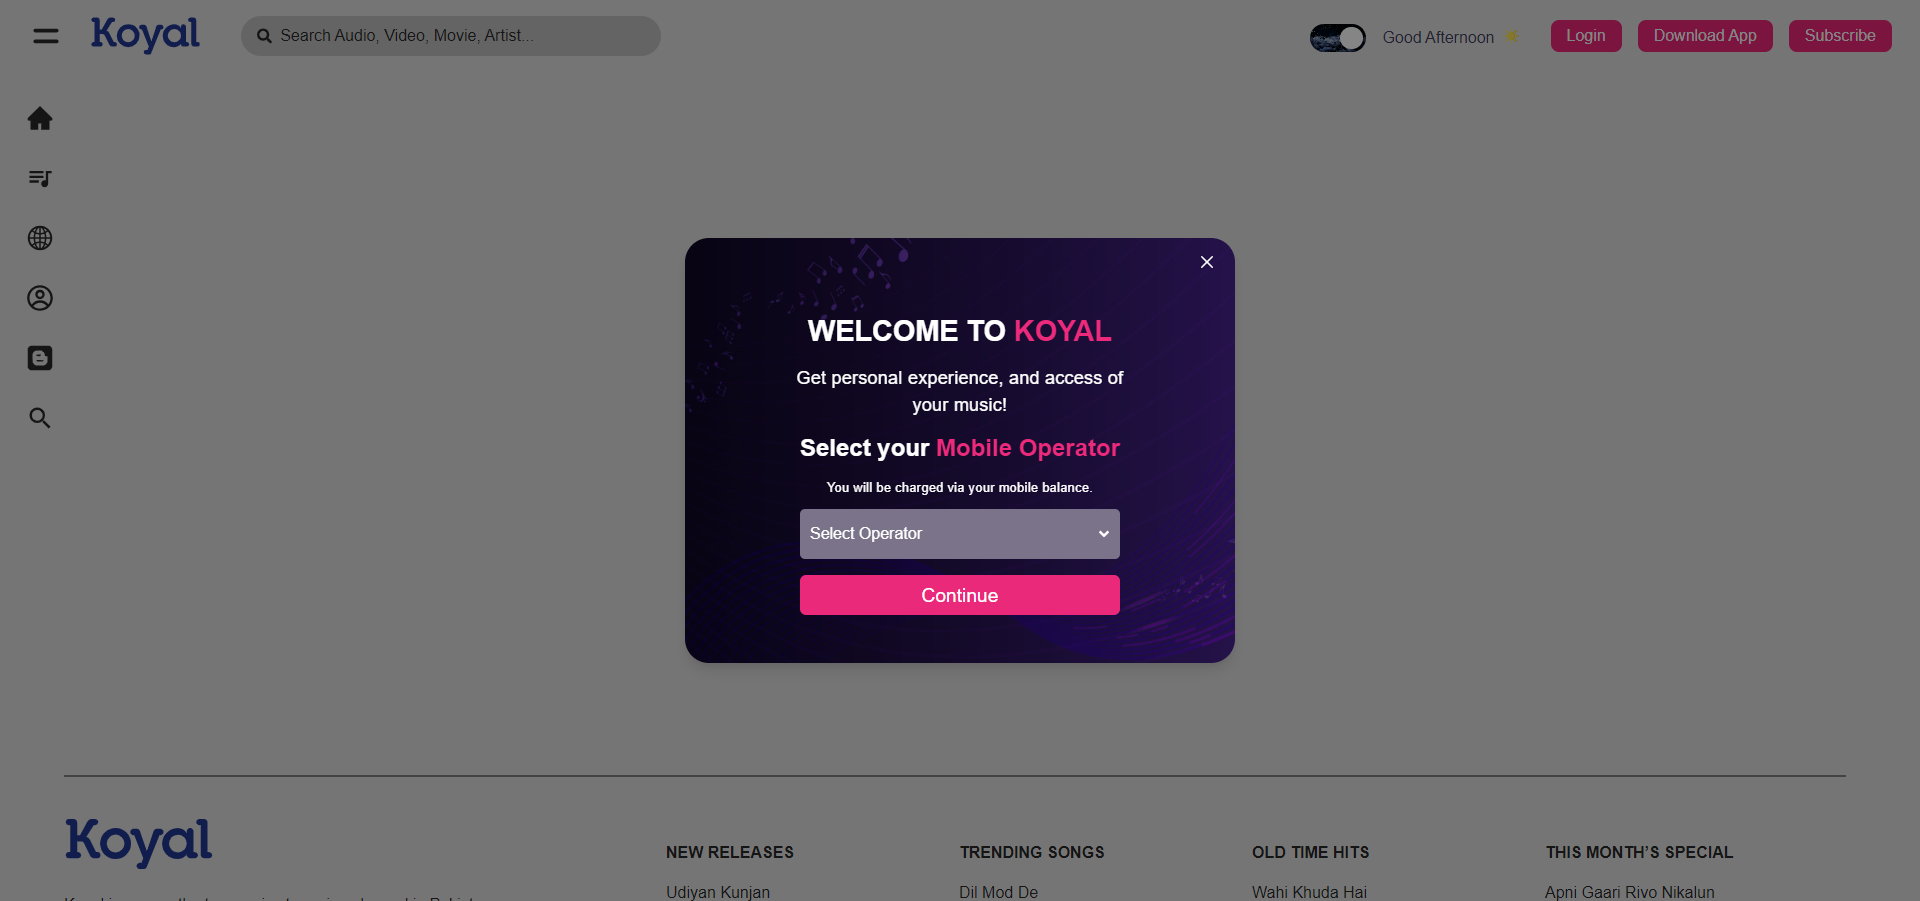 Koyal
Search Audio, Video, Movie, Artist...
Good Afternoon
Login
Download App
Subscribe
WELCOME TO KOYAL
Get personal experience, and access of
your music!
Select your Mobile Operator
You will be charged via your mobile balance.
Select Operator
Continue
Koyal
NEW RELEASES
TRENDING SONGS
OLD TIME HITS
THIS MONTH'S SPECIAL
Udiyan Kunjan
Dil Mod De
Wahi Khuda Hai
Apni Gaari Rivo Nikalun